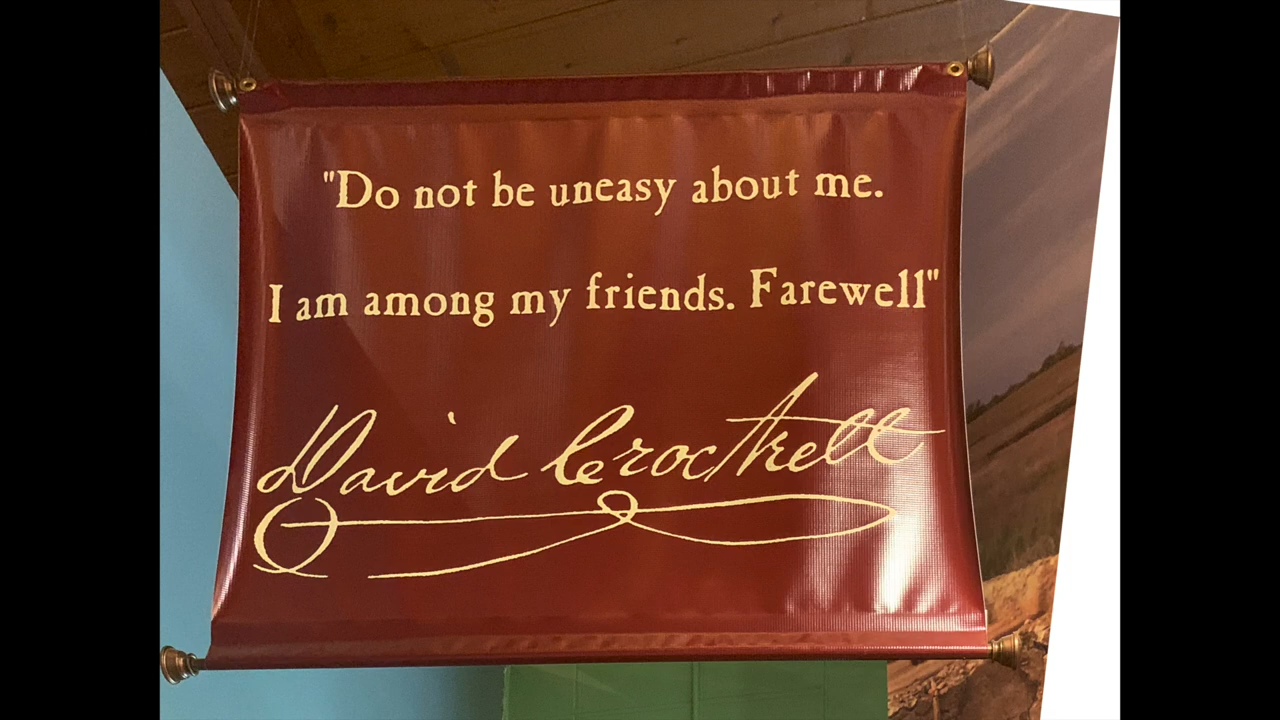 "Do not be uneasy about me.
I am among my friends. Farewell"
David Crockett